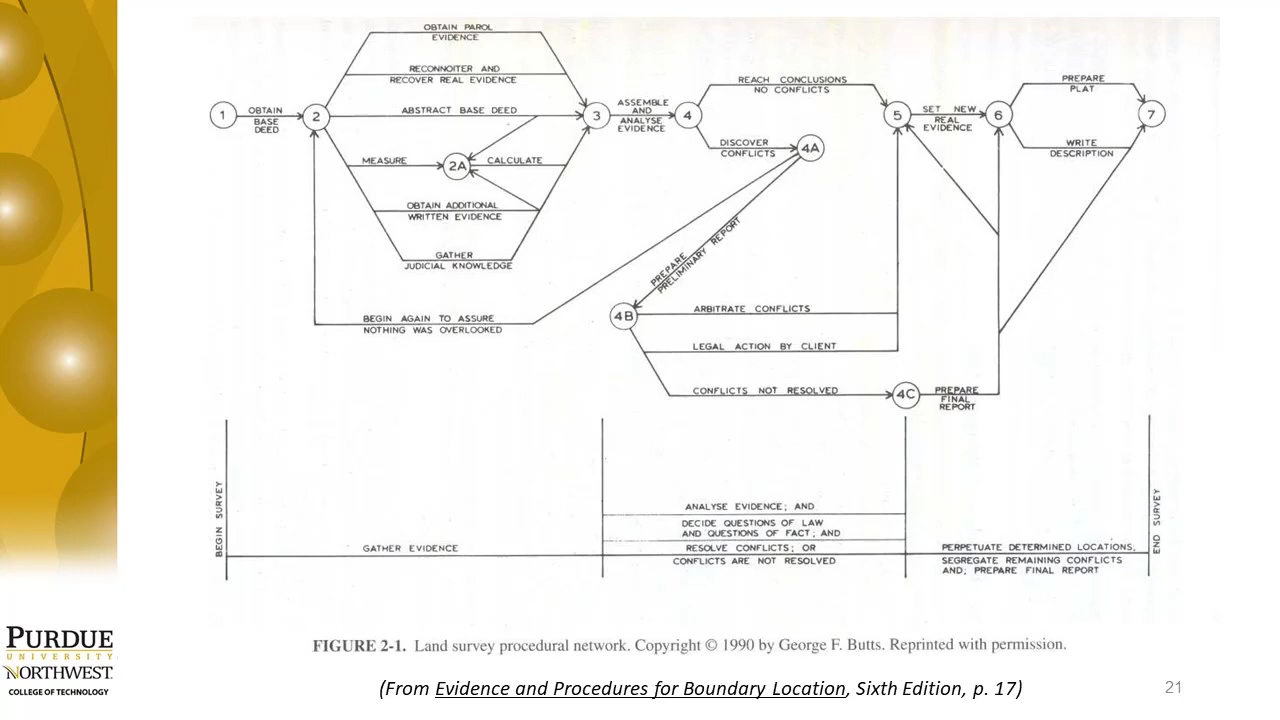 OBTAIN PAROL
EVIDENCE
RECONNOITER AND
RECOVER REAL EVIDENCE
1
OBTAIN
BASE
DEED
2
ABSTRACT BASE DEED
3
ASSEMBLE
AND
ANALYSE
EVIDENCE
4
REACH CONCLUSIONS
NO CONFLICTS
5
SET NEW
REAL
EVIDENCE
6
PREPARE
PLAT
7
DISCOVER
CONFLICTS
4A
WRITE
DESCRIPTION
MEASURE
2A
CALCULATE
OBTAIN ADDITIONAL
WRITTEN EVIDENCE
GATHER
JUDICIAL KNOWLEDGE
PREPARE
PRELIMINARY REPORT
BEGIN AGAIN TO ASSURE
NOTHING WAS OVERLOOKED
4B
ARBITRATE CONFLICTS
LEGAL ACTION BY CLIENT
CONFLICTS NOT RESOLVED
4C
PREPARE
FINAL
REPORT
BEGIN SURVEY
GATHER EVIDENCE
ANALYSE EVIDENCE; AND
DECIDE QUESTIONS OF LAW
AND QUESTIONS OF FACT; AND
RESOLVE CONFLICTS; OR
CONFLICTS ARE NOT RESOLVED
PERPETUATE DETERMINED LOCATIONS,
SEGREGATE REMAINING CONFLICTS
AND; PREPARE FINAL REPORT
END SURVEY
FIGURE 2-1. Land survey procedural network. Copyright © 1990 by George F. Butts. Reprinted with permission.
(From Evidence and Procedures for Boundary Location, Sixth Edition, p. 17)
21
PURDUE
UNIVERSITY
NORTHWEST
COLLEGE OF TECHNOLOGY